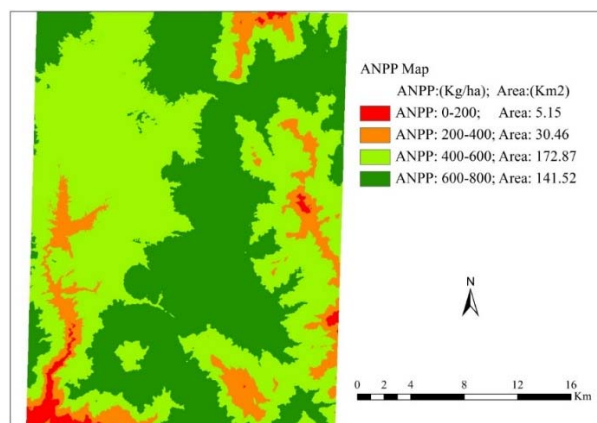 ANPP Map
ANPP:(Kg/ha); Area:(Km2)
ANPP: 0-200; Area: 5.15
ANPP: 200-400; Area: 30.46
ANPP: 400-600; Area: 172.87
ANPP: 600-800; Area: 141.52
N
0 1 2 4 8 12 16
Km